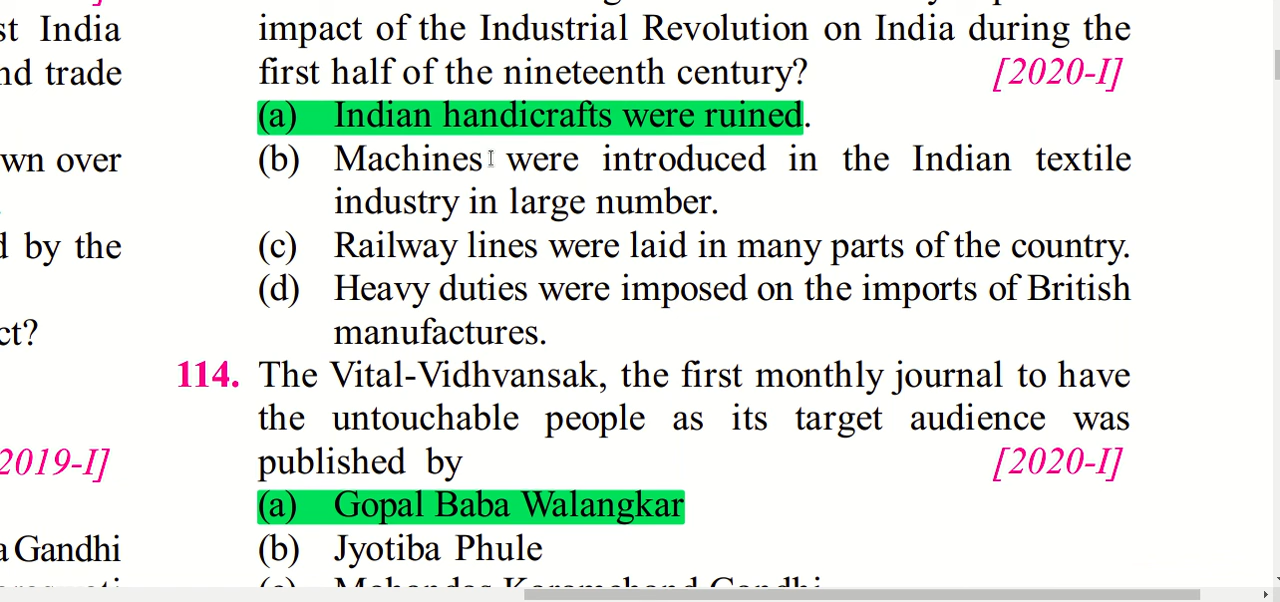 st India
nd trade
wn over
d by the
ct?
2019-I]
a Gandhi
impact of the Industrial Revolution on India during the
first half of the nineteenth century? [2020-I]
(a) Indian handicrafts were ruined.
(b) Machines were introduced in the Indian textile
industry in large number.
(c) Railway lines were laid in many parts of the country.
(d) Heavy duties were imposed on the imports of British
manufactures.
114. The Vital-Vidhvansak, the first monthly journal to have
the untouchable people as its target audience was
published by [2020-I]
(a) Gopal Baba Walangkar
(b) Jyotiba Phule
(c) Mohandas Karamchand Gandhi